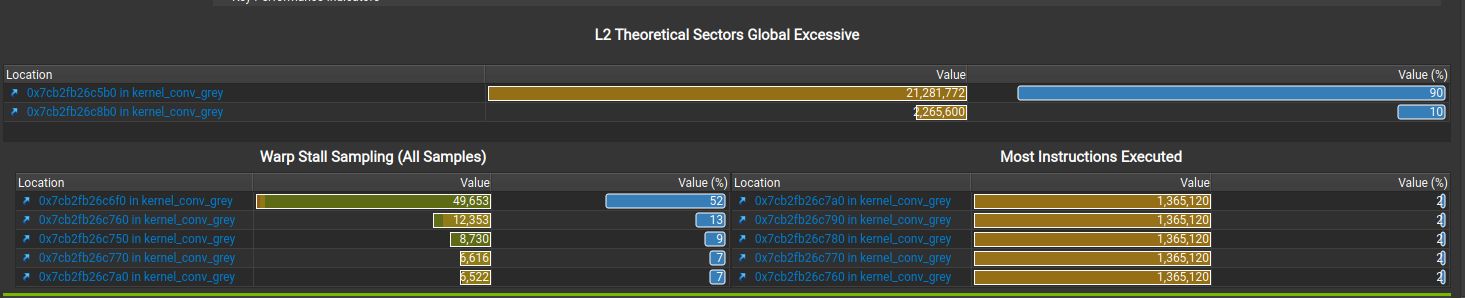 Key Performance Indicators
L2 Theoretical Sectors Global Excessive
Location Value Value (%)
0x7cb2fb26c5b0 in kernel_conv_grey 21,281,772 90
0x7cb2fb26c8b0 in kernel_conv_grey 2,265,600 10
Warp Stall Sampling (All Samples) Most Instructions Executed
Location Value Value (%) Location Value Value (%)
0x7cb2fb26c6f0 in kernel_conv_grey 49,653 52 0x7cb2fb26c7a0 in kernel_conv_grey 1,365,120 2
0x7cb2fb26c760 in kernel_conv_grey 12,353 13 0x7cb2fb26c790 in kernel_conv_grey 1,365,120 2
0x7cb2fb26c750 in kernel_conv_grey 8,730 9 0x7cb2fb26c780 in kernel_conv_grey 1,365,120 2
0x7cb2fb26c770 in kernel_conv_grey 6,616 7 0x7cb2fb26c770 in kernel_conv_grey 1,365,120 2
0x7cb2fb26c7a0 in kernel_conv_grey 6,522 7 0x7cb2fb26c760 in kernel_conv_grey 1,365,120 2